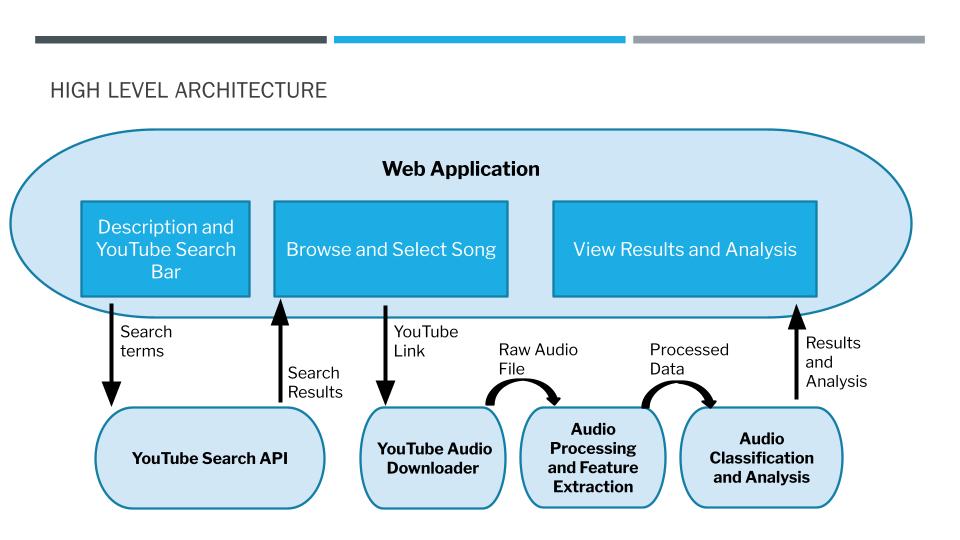 HIGH LEVEL ARCHITECTURE
Web Application
Description and
YouTube Search
Bar
Browse and Select Song
View Results and Analysis
Search
terms
Search
Results
YouTube
Link
Raw Audio
File
Processed
Data
Results
and
Analysis
YouTube Search API
YouTube Audio
Downloader
Audio
Processing
and Feature
Extraction
Audio
Classification
and Analysis